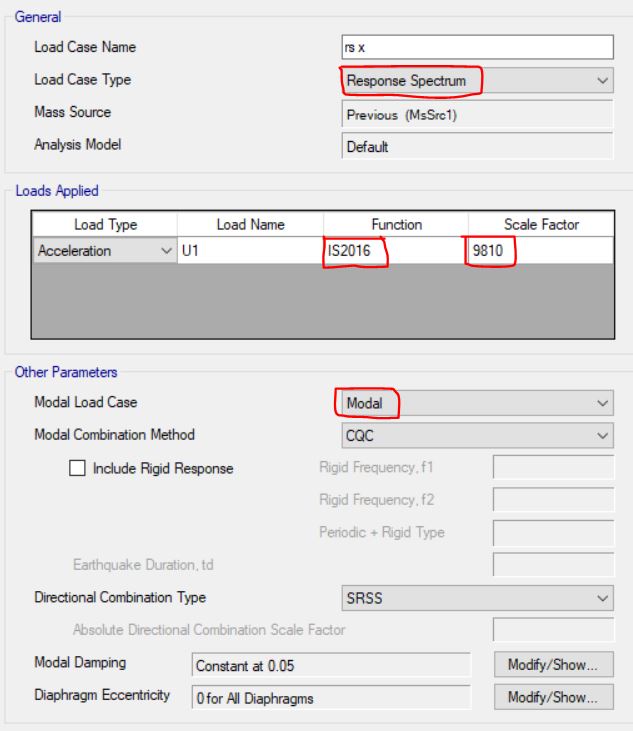 General
Load Case Name rs x
Load Case Type Response Spectrum
Mass Source Previous (MsSrc1)
Analysis Model Default
Loads Applied
Load Type Load Name Function Scale Factor
Acceleration U1 IS2016 9810
Other Parameters
Modal Load Case Modal
Modal Combination Method CQC
Include Rigid Response Rigid Frequency, f1
Rigid Frequency, f2
Periodic + Rigid Type
Earthquake Duration, td
Directional Combination Type SRSS
Absolute Directional Combination Scale Factor
Modal Damping Constant at 0.05 Modify/Show...
Diaphragm Eccentricity 0 for All Diaphragms Modify/Show...